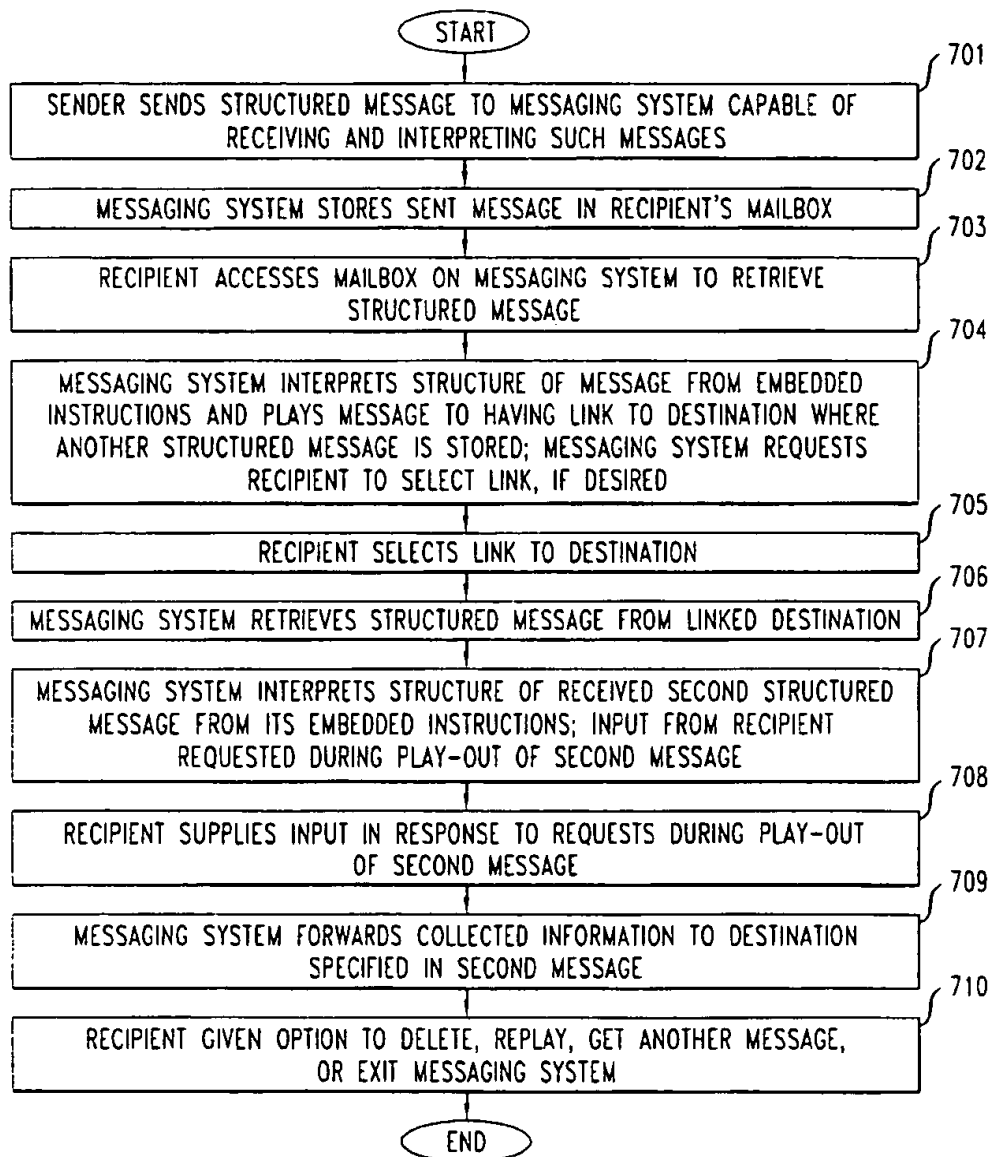 START
701
SENDER SENDS STRUCTURED MESSAGE TO MESSAGING SYSTEM CAPABLE OF
RECEIVING AND INTERPRETING SUCH MESSAGES
702
MESSAGING SYSTEM STORES SENT MESSAGE IN RECIPIENT'S MAILBOX
703
RECIPIENT ACCESSES MAILBOX ON MESSAGING SYSTEM TO RETRIEVE
STRUCTURED MESSAGE
704
MESSAGING SYSTEM INTERPRETS STRUCTURE OF MESSAGE FROM EMBEDDED
INSTRUCTIONS AND PLAYS MESSAGE TO HAVING LINK TO DESTINATION WHERE
ANOTHER STRUCTURED MESSAGE IS STORED; MESSAGING SYSTEM REQUESTS
RECIPIENT TO SELECT LINK, IF DESIRED
705
RECIPIENT SELECTS LINK TO DESTINATION
706
MESSAGING SYSTEM RETRIEVES STRUCTURED MESSAGE FROM LINKED DESTINATION
707
MESSAGING SYSTEM INTERPRETS STRUCTURE OF RECEIVED SECOND STRUCTURED
MESSAGE FROM ITS EMBEDDED INSTRUCTIONS; INPUT FROM RECIPIENT
REQUESTED DURING PLAY-OUT OF SECOND MESSAGE
708
RECIPIENT SUPPLIES INPUT IN RESPONSE TO REQUESTS DURING PLAY-OUT
OF SECOND MESSAGE
709
MESSAGING SYSTEM FORWARDS COLLECTED INFORMATION TO DESTINATION
SPECIFIED IN SECOND MESSAGE
710
RECIPIENT GIVEN OPTION TO DELETE, REPLAY, GET ANOTHER MESSAGE,
OR EXIT MESSAGING SYSTEM
END